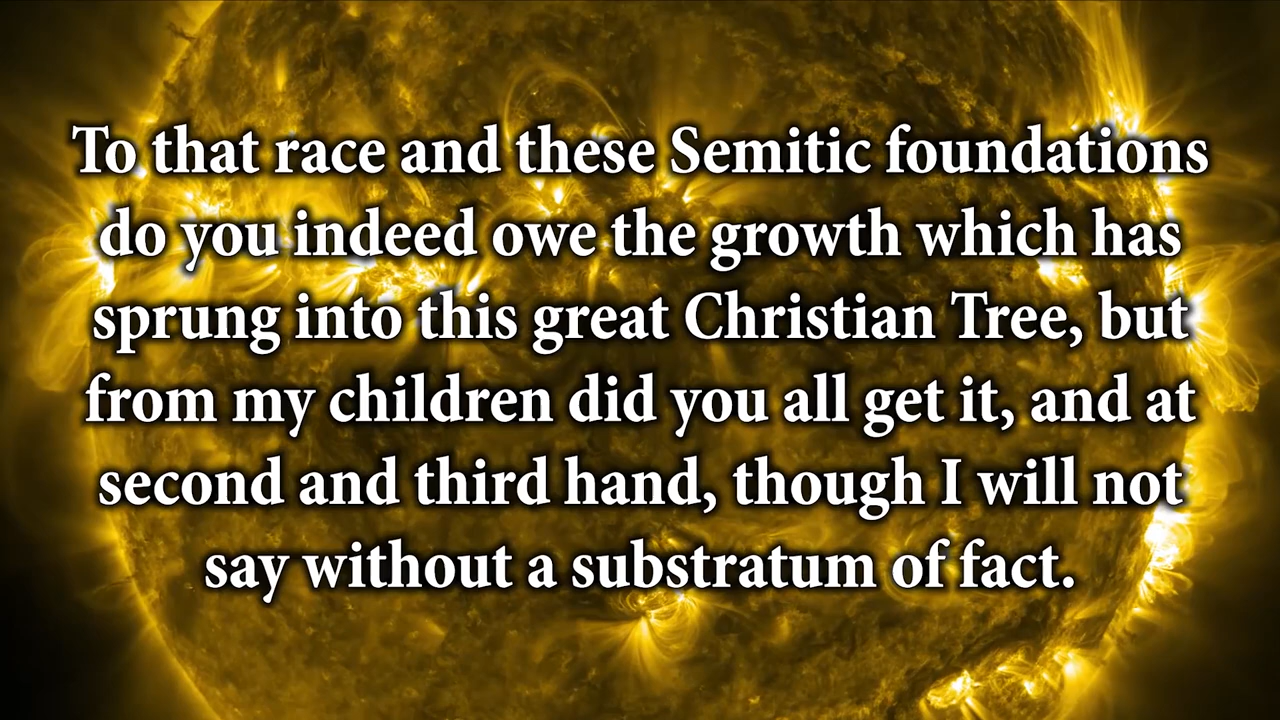 To that race and these Semitic foundations
do you indeed owe the growth which has
sprung into this great Christian Tree, but
from my children did you all get it, and at
second and third hand, though I will not
say without a substratum of fact.